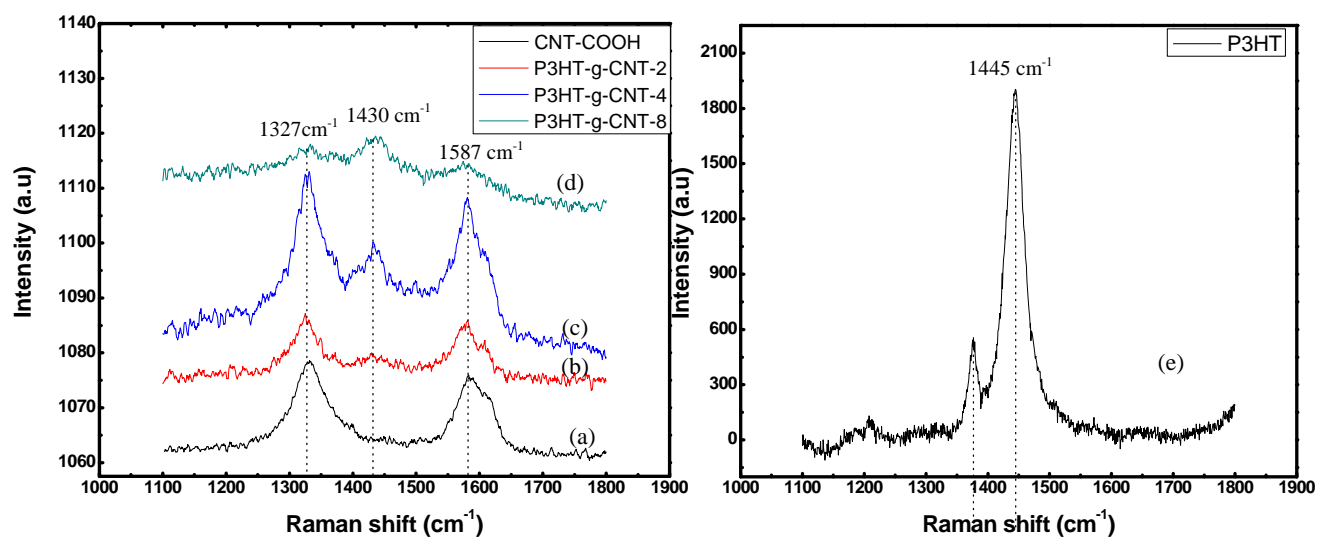 1140
1130
1120
1110
1100
1090
1080
1070
1060
Intensity (a.u)
CNT-COOH
P3HT-g-CNT-2
P3HT-g-CNT-4
P3HT-g-CNT-8
1327cm-1
1430 cm-1
1587 cm-1
(d)
(c)
(b)
(a)
1000 1100 1200 1300 1400 1500 1600 1700 1800 1900
Raman shift (cm-1)
2100
1800
1500
1200
900
600
300
0
Intensity (a.u)
P3HT
1445 cm-1
(e)
1000 1100 1200 1300 1400 1500 1600 1700 1800 1900
Raman shift (cm-1)